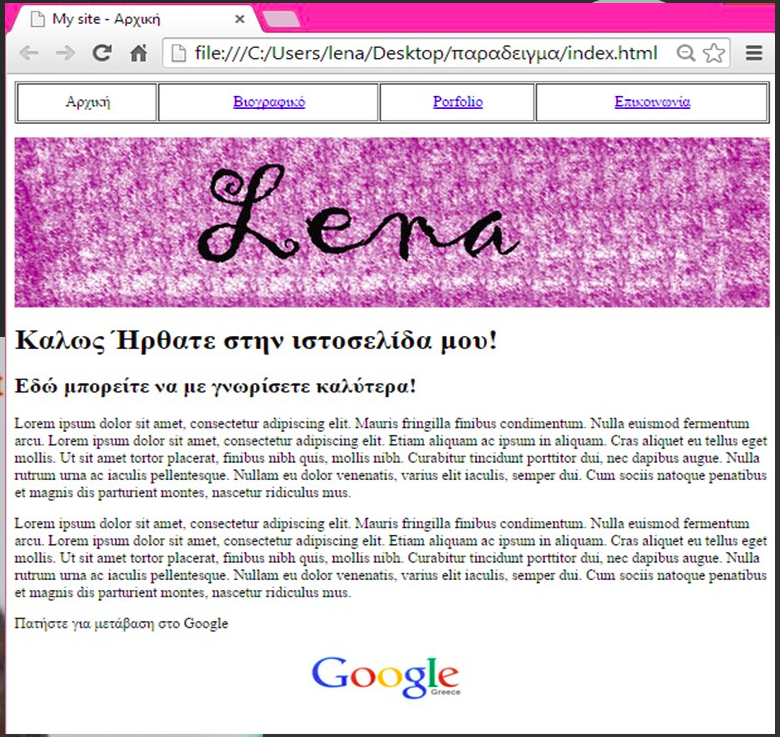 My site - Αρχική
file:///C:/Users/lena/Desktop/παραδειγμα/index.html
Αρχική Βιογραφικό Porfolio Επικοινωνία
Lena
Καλως Ήρθατε στην ιστοσελίδα μου!
Εδώ μπορείτε να με γνωρίσετε καλύτερα!
Lorem ipsum dolor sit amet, consectetur adipiscing elit. Mauris fringilla finibus condimentum. Nulla euismod fermentum
arcu. Lorem ipsum dolor sit amet, consectetur adipiscing elit. Etiam aliquam ac ipsum in aliquam. Cras aliquet eu tellus eget
mollis. Ut sit amet tortor placerat, finibus nibh quis, mollis nibh. Curabitur tincidunt porttitor dui, nec dapibus augue. Nulla
rutrum urna ac iaculis pellentesque. Nullam eu dolor venenatis, varius elit iaculis, semper dui. Cum sociis natoque penatibus
et magnis dis parturient montes, nascetur ridiculus mus.
Lorem ipsum dolor sit amet, consectetur adipiscing elit. Mauris fringilla finibus condimentum. Nulla euismod fermentum
arcu. Lorem ipsum dolor sit amet, consectetur adipiscing elit. Etiam aliquam ac ipsum in aliquam. Cras aliquet eu tellus eget
mollis. Ut sit amet tortor placerat, finibus nibh quis, mollis nibh. Curabitur tincidunt porttitor dui, nec dapibus augue. Nulla
rutrum urna ac iaculis pellentesque. Nullam eu dolor venenatis, varius elit iaculis, semper dui. Cum sociis natoque penatibus
et magnis dis parturient montes, nascetur ridiculus mus.
Πατήστε για μετάβαση στο Google
Google
Greece